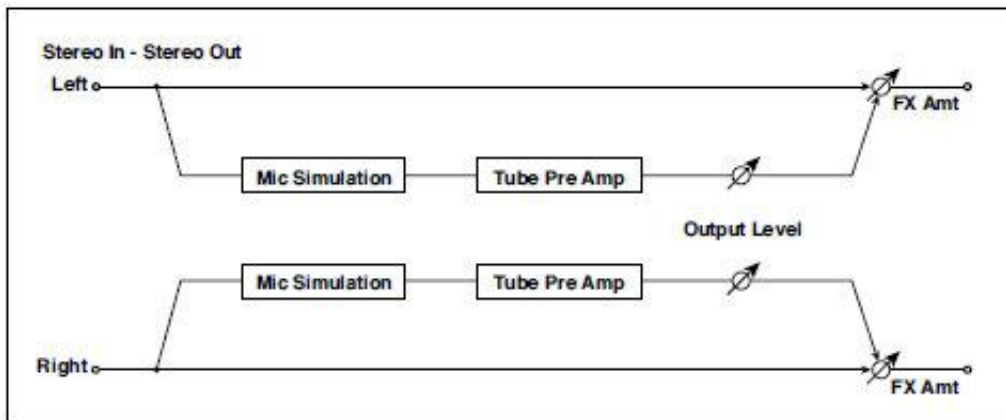 Stereo In - Stereo Out
Left
FX Amt
Mic Simulation
Tube Pre Amp
Output Level
Mic Simulation
Tube Pre Amp
Right
FX Amt